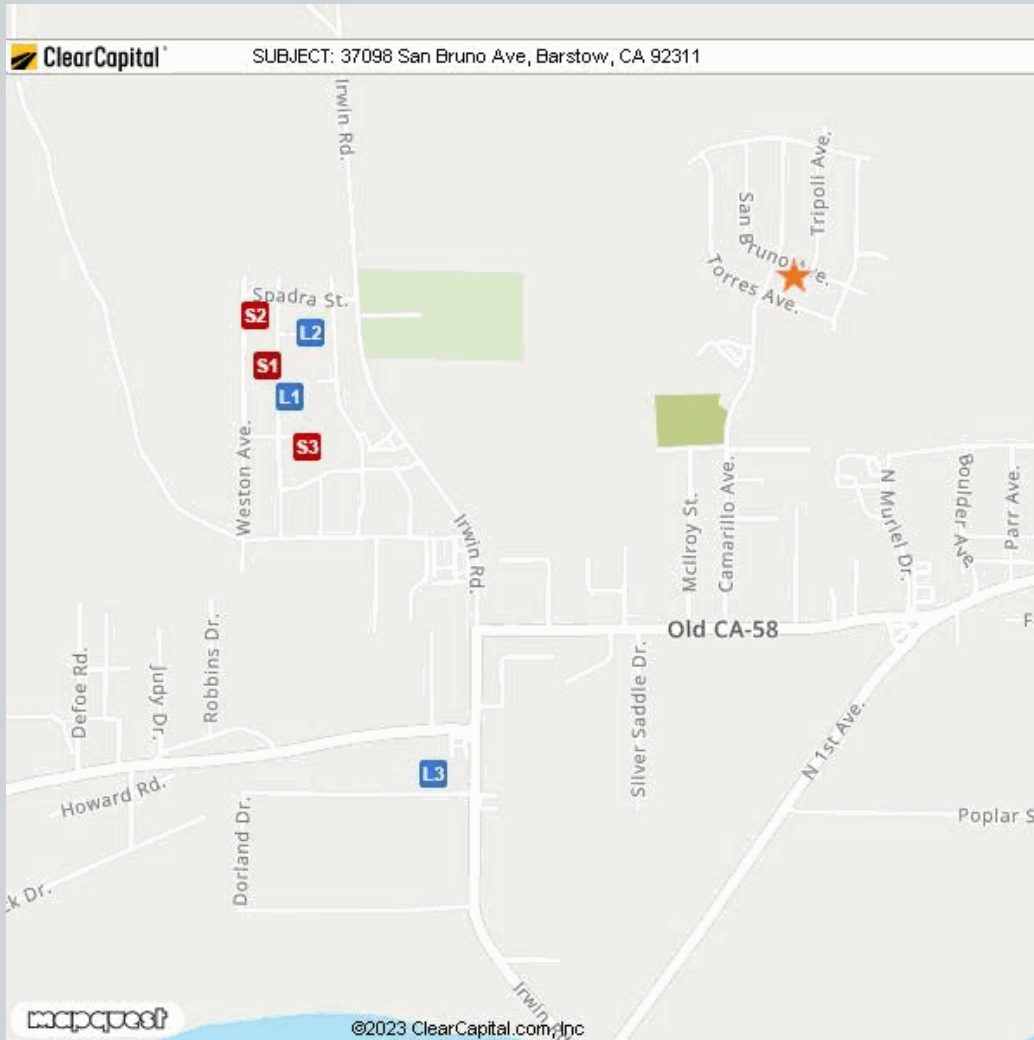 ClearCapital
SUBJECT: 37098 San Bruno Ave, Barstow, CA 92311
Irwin Rd.
Tripoli Ave.
San Bruno Ave.
Torres Ave.
Spadra St.
S2
L2
S1
L1
S3
Weston Ave.
Irwin Rd.
McIlroy St.
Camarillo Ave.
N Muriel Dr.
Boulder Ave
Parr Ave.
Old CA-58
F
Defoe Rd.
Judy Dr.
Robbins Dr.
Silver Saddle Dr.
N 1st Ave.
L3
Howard Rd.
Dorland Dr.
Poplar S
ck Dr.
Irwin R
mapquest
©2023 ClearCapital.com, Inc